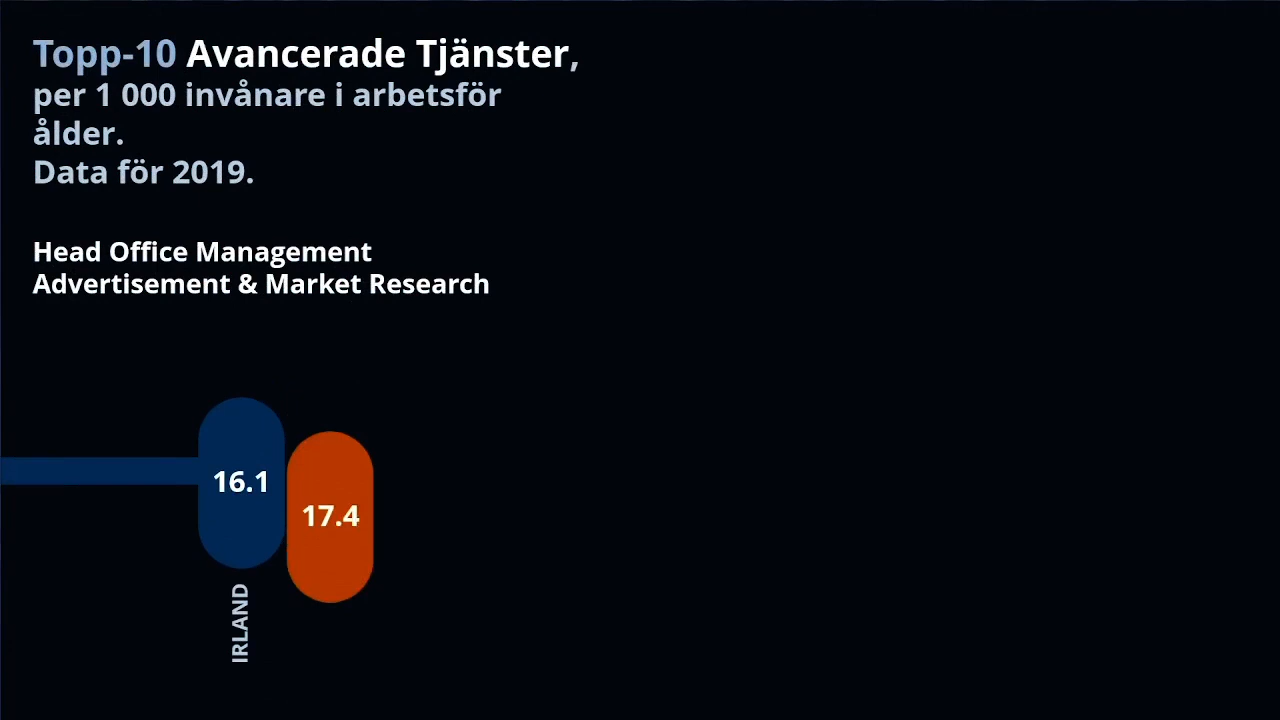 Topp-10 Avancerade Tjänster,
per 1 000 invånare i arbetsför
ålder.
Data för 2019.
Head Office Management
Advertisement & Market Research
16.1
17.4
IRLAND